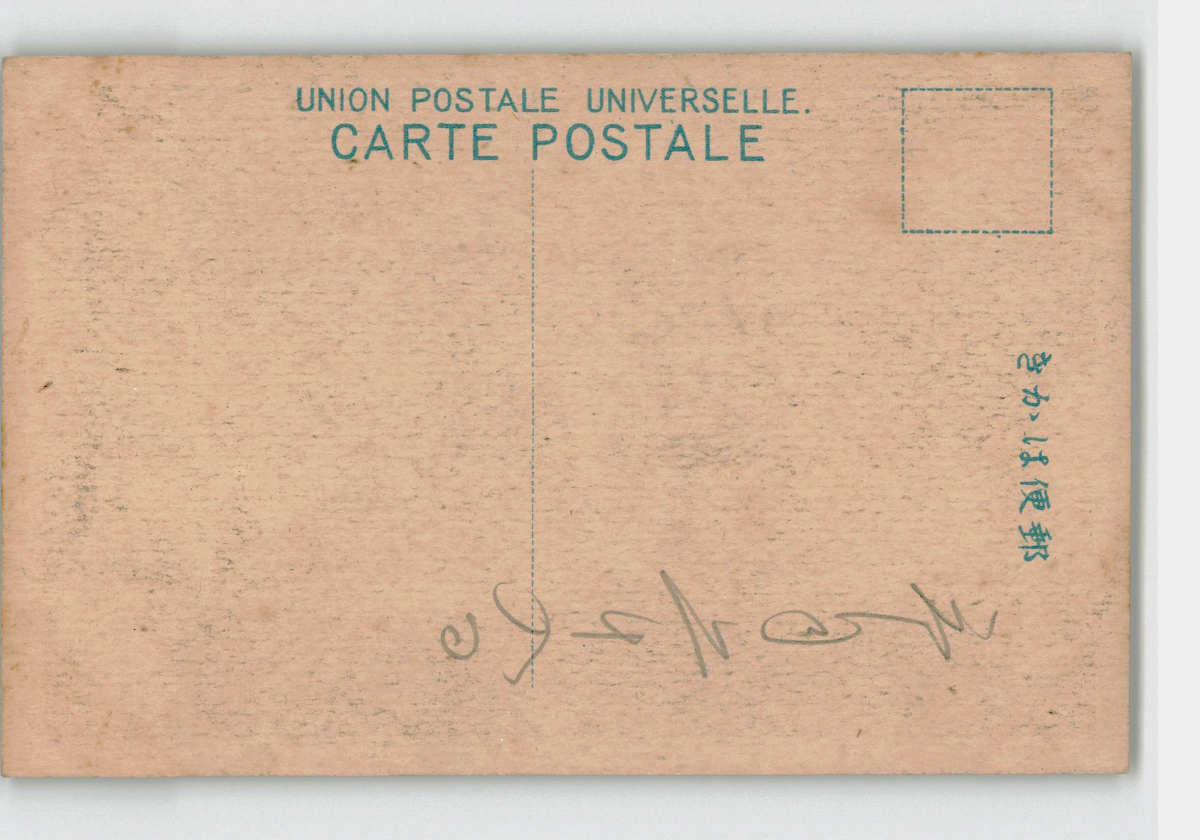 UNION POSTALE UNIVERSELLE.
CARTE POSTALE
郵便はかき